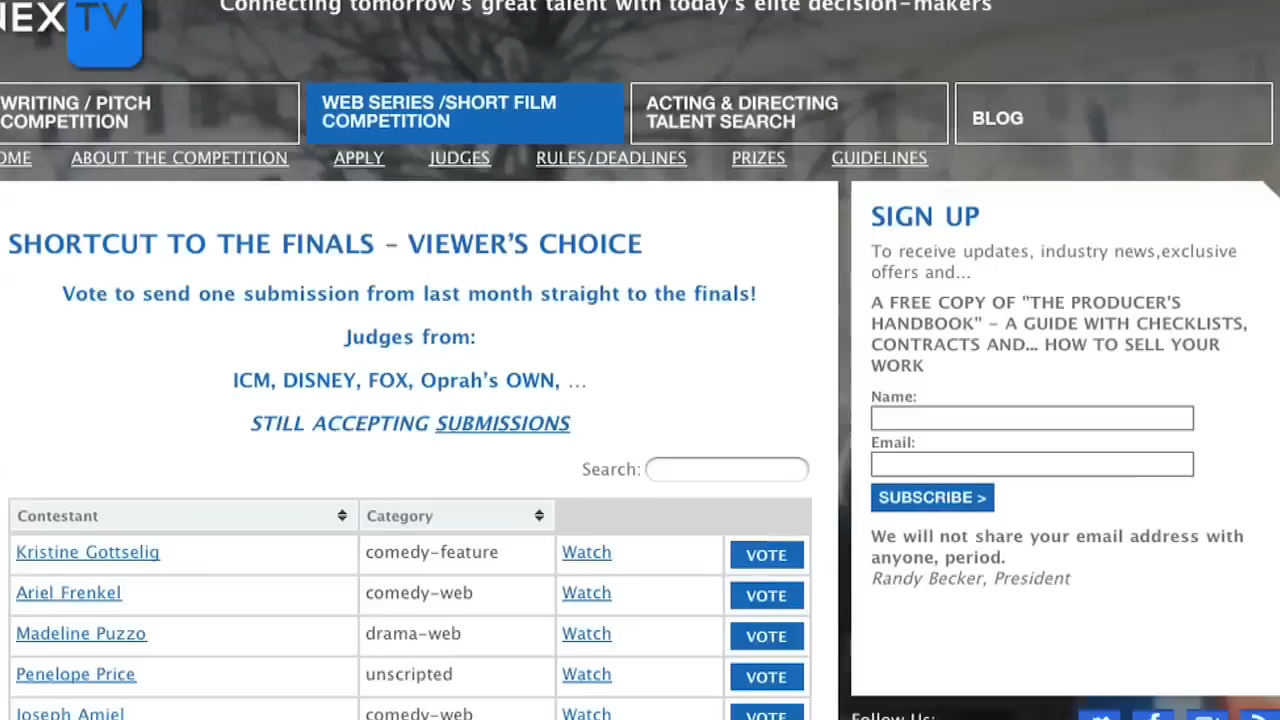 Connecting tomorrow's great talent with today's elite decision-makers
NEX TV
WRITING / PITCH
COMPETITION
WEB SERIES /SHORT FILM
COMPETITION
ACTING & DIRECTING
TALENT SEARCH
BLOG
OME ABOUT THE COMPETITION APPLY JUDGES RULES/DEADLINES PRIZES GUIDELINES
SHORTCUT TO THE FINALS – VIEWER'S CHOICE
Vote to send one submission from last month straight to the finals!
Judges from:
ICM, DISNEY, FOX, Oprah's OWN, ...
STILL ACCEPTING SUBMISSIONS
Search:
Contestant Category
Kristine Gottselig comedy-feature Watch VOTE
Ariel Frenkel comedy-web Watch VOTE
Madeline Puzzo drama-web Watch VOTE
Penelope Price unscripted Watch VOTE
Joseph Amiel comedy-web Watch VOTE
SIGN UP
To receive updates, industry news,exclusive
offers and...
A FREE COPY OF "THE PRODUCER'S
HANDBOOK" – A GUIDE WITH CHECKLISTS,
CONTRACTS AND... HOW TO SELL YOUR
WORK
Name:
Email:
SUBSCRIBE >
We will not share your email address with
anyone, period.
Randy Becker, President
Follow Us: